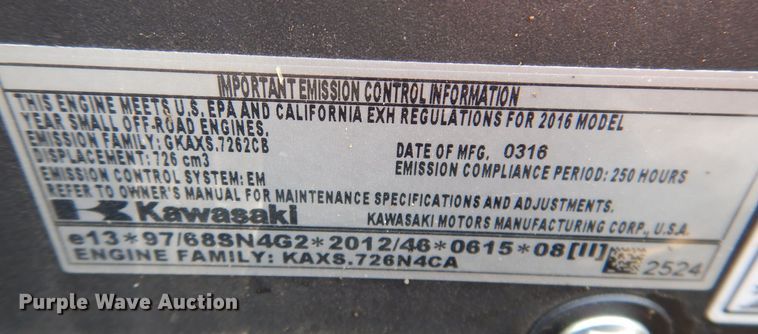 IMPORTANT EMISSION CONTROL INFORMATION
THIS ENGINE MEETS U.S. EPA AND CALIFORNIA EXH REGULATIONS FOR 2016 MODEL
YEAR SMALL OFF-ROAD ENGINES.
EMISSION FAMILY: GKAXS.7262CB DATE OF MFG. 0316
DISPLACEMENT: 726 cm3 EMISSION COMPLIANCE PERIOD: 250 HOURS
EMISSION CONTROL SYSTEM: EM
REFER TO OWNER'S MANUAL FOR MAINTENANCE SPECIFICATIONS AND ADJUSTMENTS.
Kawasaki KAWASAKI MOTORS MANUFACTURING CORP., U.S.A.
e13*97/68SN4G2*2012/46*0615*08[II]
ENGINE FAMILY: KAXS.726N4CA 2524
Purple Wave Auction